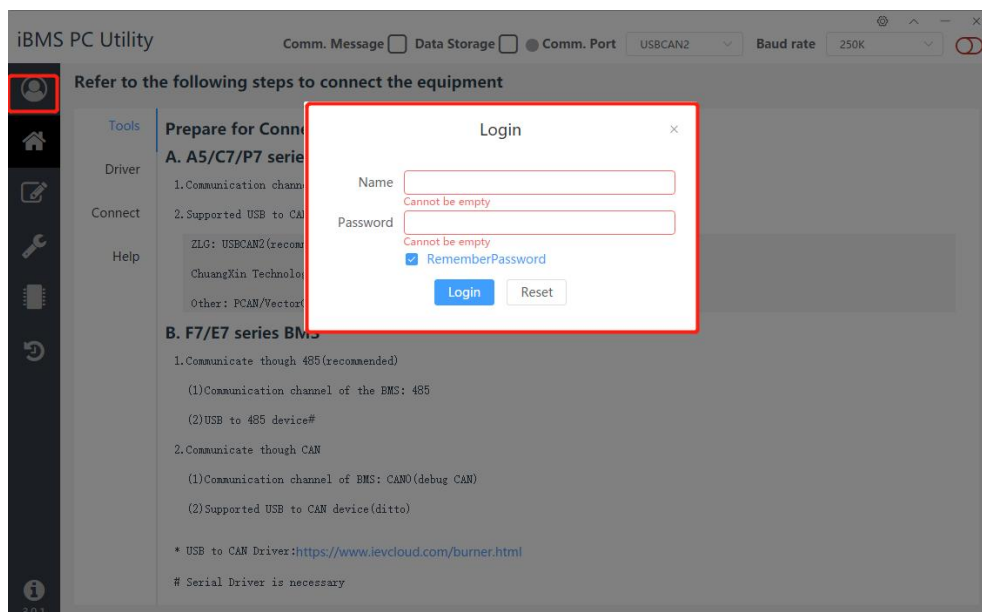 iBMS PC Utility
Comm. Message Data Storage Comm. Port USBCAN2 Baud rate 250K
Refer to the following steps to connect the equipment
Tools
Driver
Connect
Help
Prepare for Conne
A. A5/C7/P7 serie
1.Communication channe
2.Supported USB to CA
ZLG: USBCAN2(recom
ChuangXin Technolog
Other: PCAN/Vector(
Login
Name
Cannot be empty
Password
Cannot be empty
RememberPassword
Login Reset
B. F7/E7 series BMS
1.Communicate though 485(recommended)
(1)Communication channel of the BMS: 485
(2)USB to 485 device#
2.Communicate though CAN
(1)Communication channel of BMS: CAN0(debug CAN)
(2)Supported USB to CAN device(ditto)
* USB to CAN Driver:https://www.ievcloud.com/burner.html
# Serial Driver is necessary